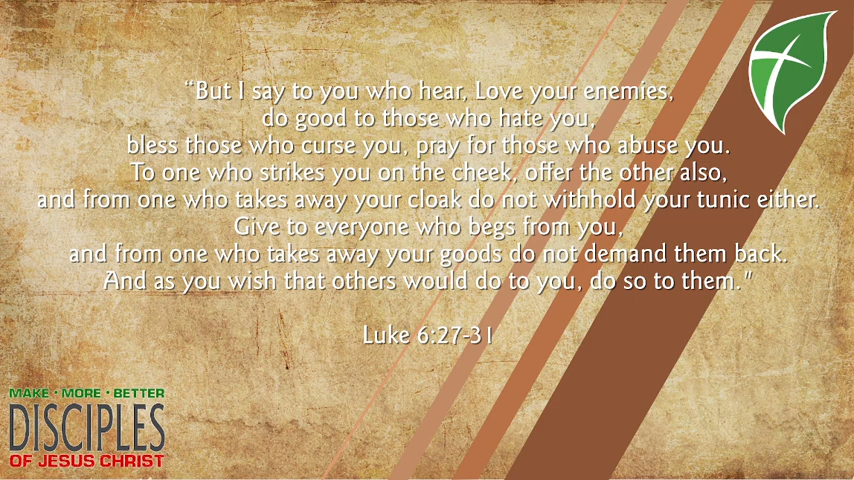 “But I say to you who hear, Love your enemies,
do good to those who hate you,
bless those who curse you, pray for those who abuse you.
To one who strikes you on the cheek, offer the other also,
and from one who takes away your cloak do not withhold your tunic either.
Give to everyone who begs from you,
and from one who takes away your goods do not demand them back.
And as you wish that others would do to you, do so to them."
Luke 6:27-31
MAKE · MORE · BETTER
DISCIPLES
OF JESUS CHRIST